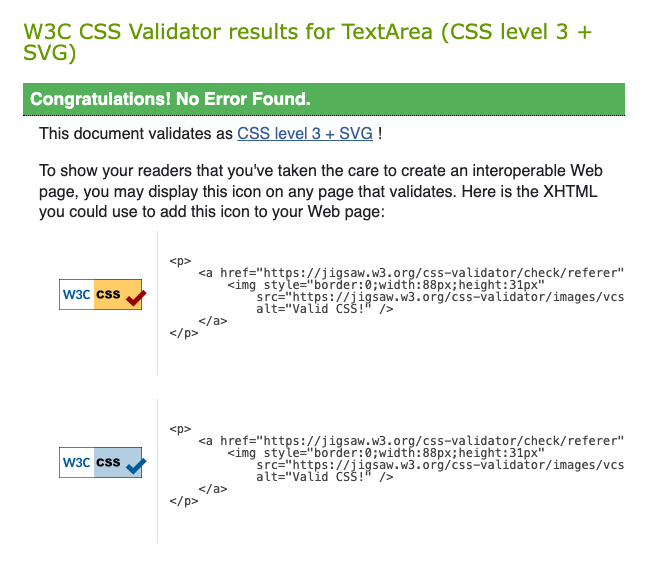 W3C CSS Validator results for TextArea (CSS level 3 +
SVG)
Congratulations! No Error Found.
This document validates as CSS level 3 + SVG !
To show your readers that you've taken the care to create an interoperable Web
page, you may display this icon on any page that validates. Here is the XHTML
you could use to add this icon to your Web page:
W3C css
<p>
    <a href="https://jigsaw.w3.org/css-validator/check/referer"
        <img style="border:0;width:88px;height:31px"
            src="https://jigsaw.w3.org/css-validator/images/vcs
            alt="Valid CSS!" />
    </a>
</p>
W3C css
<p>
    <a href="https://jigsaw.w3.org/css-validator/check/referer"
        <img style="border:0;width:88px;height:31px"
            src="https://jigsaw.w3.org/css-validator/images/vcs
            alt="Valid CSS!" />
    </a>
</p>